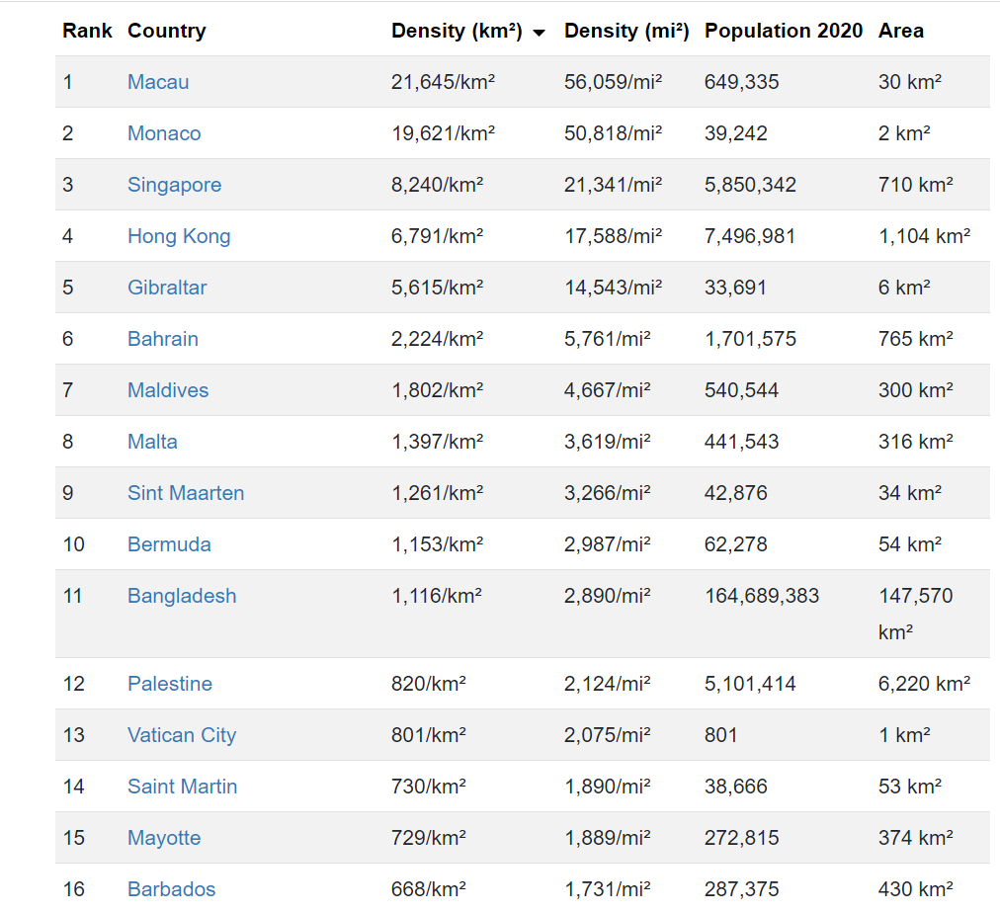 Rank Country Density (km²) Density (mi²) Population 2020 Area
1 Macau 21,645/km² 56,059/mi² 649,335 30 km²
2 Monaco 19,621/km² 50,818/mi² 39,242 2 km²
3 Singapore 8,240/km² 21,341/mi² 5,850,342 710 km²
4 Hong Kong 6,791/km² 17,588/mi² 7,496,981 1,104 km²
5 Gibraltar 5,615/km² 14,543/mi² 33,691 6 km²
6 Bahrain 2,224/km² 5,761/mi² 1,701,575 765 km²
7 Maldives 1,802/km² 4,667/mi² 540,544 300 km²
8 Malta 1,397/km² 3,619/mi² 441,543 316 km²
9 Sint Maarten 1,261/km² 3,266/mi² 42,876 34 km²
10 Bermuda 1,153/km² 2,987/mi² 62,278 54 km²
11 Bangladesh 1,116/km² 2,890/mi² 164,689,383 147,570
km²
12 Palestine 820/km² 2,124/mi² 5,101,414 6,220 km²
13 Vatican City 801/km² 2,075/mi² 801 1 km²
14 Saint Martin 730/km² 1,890/mi² 38,666 53 km²
15 Mayotte 729/km² 1,889/mi² 272,815 374 km²
16 Barbados 668/km² 1,731/mi² 287,375 430 km²